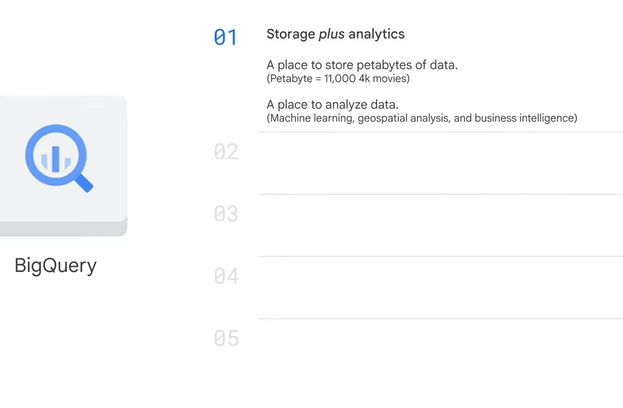 01
Storage plus analytics
A place to store petabytes of data.
(Petabyte = 11,000 4k movies)
A place to analyze data.
(Machine learning, geospatial analysis, and business intelligence)
02
03
04
05
BigQuery